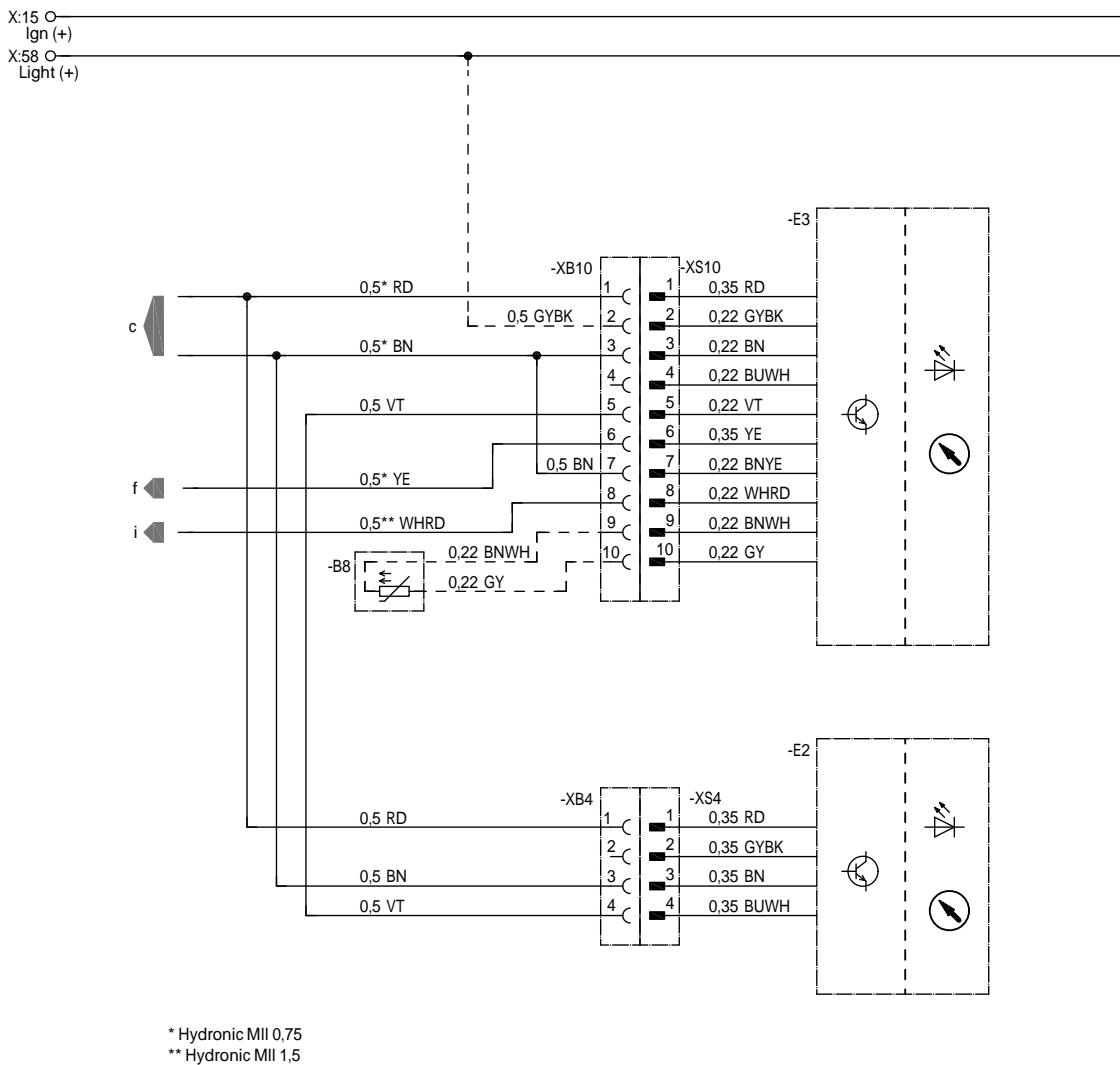 X:15
Ign (+)
X:58
Light (+)
-E3
-XB10
-XS10
c
0,5* RD
1
1
0,35 RD
0,5 GYBK
2
2
0,22 GYBK
0,5* BN
3
3
0,22 BN
4
4
0,22 BUWH
0,5 VT
5
5
0,22 VT
6
6
0,35 YE
0,5 BN
7
7
0,22 BNYE
f
0,5* YE
8
8
0,22 WHRD
i
0,5** WHRD
9
9
0,22 BNWH
-B8
0,22 BNWH
10
10
0,22 GY
0,22 GY
-E2
-XB4
-XS4
0,5 RD
1
1
0,35 RD
2
2
0,35 GYBK
0,5 BN
3
3
0,35 BN
0,5 VT
4
4
0,35 BUWH
* Hydronic MII 0,75
** Hydronic MII 1,5